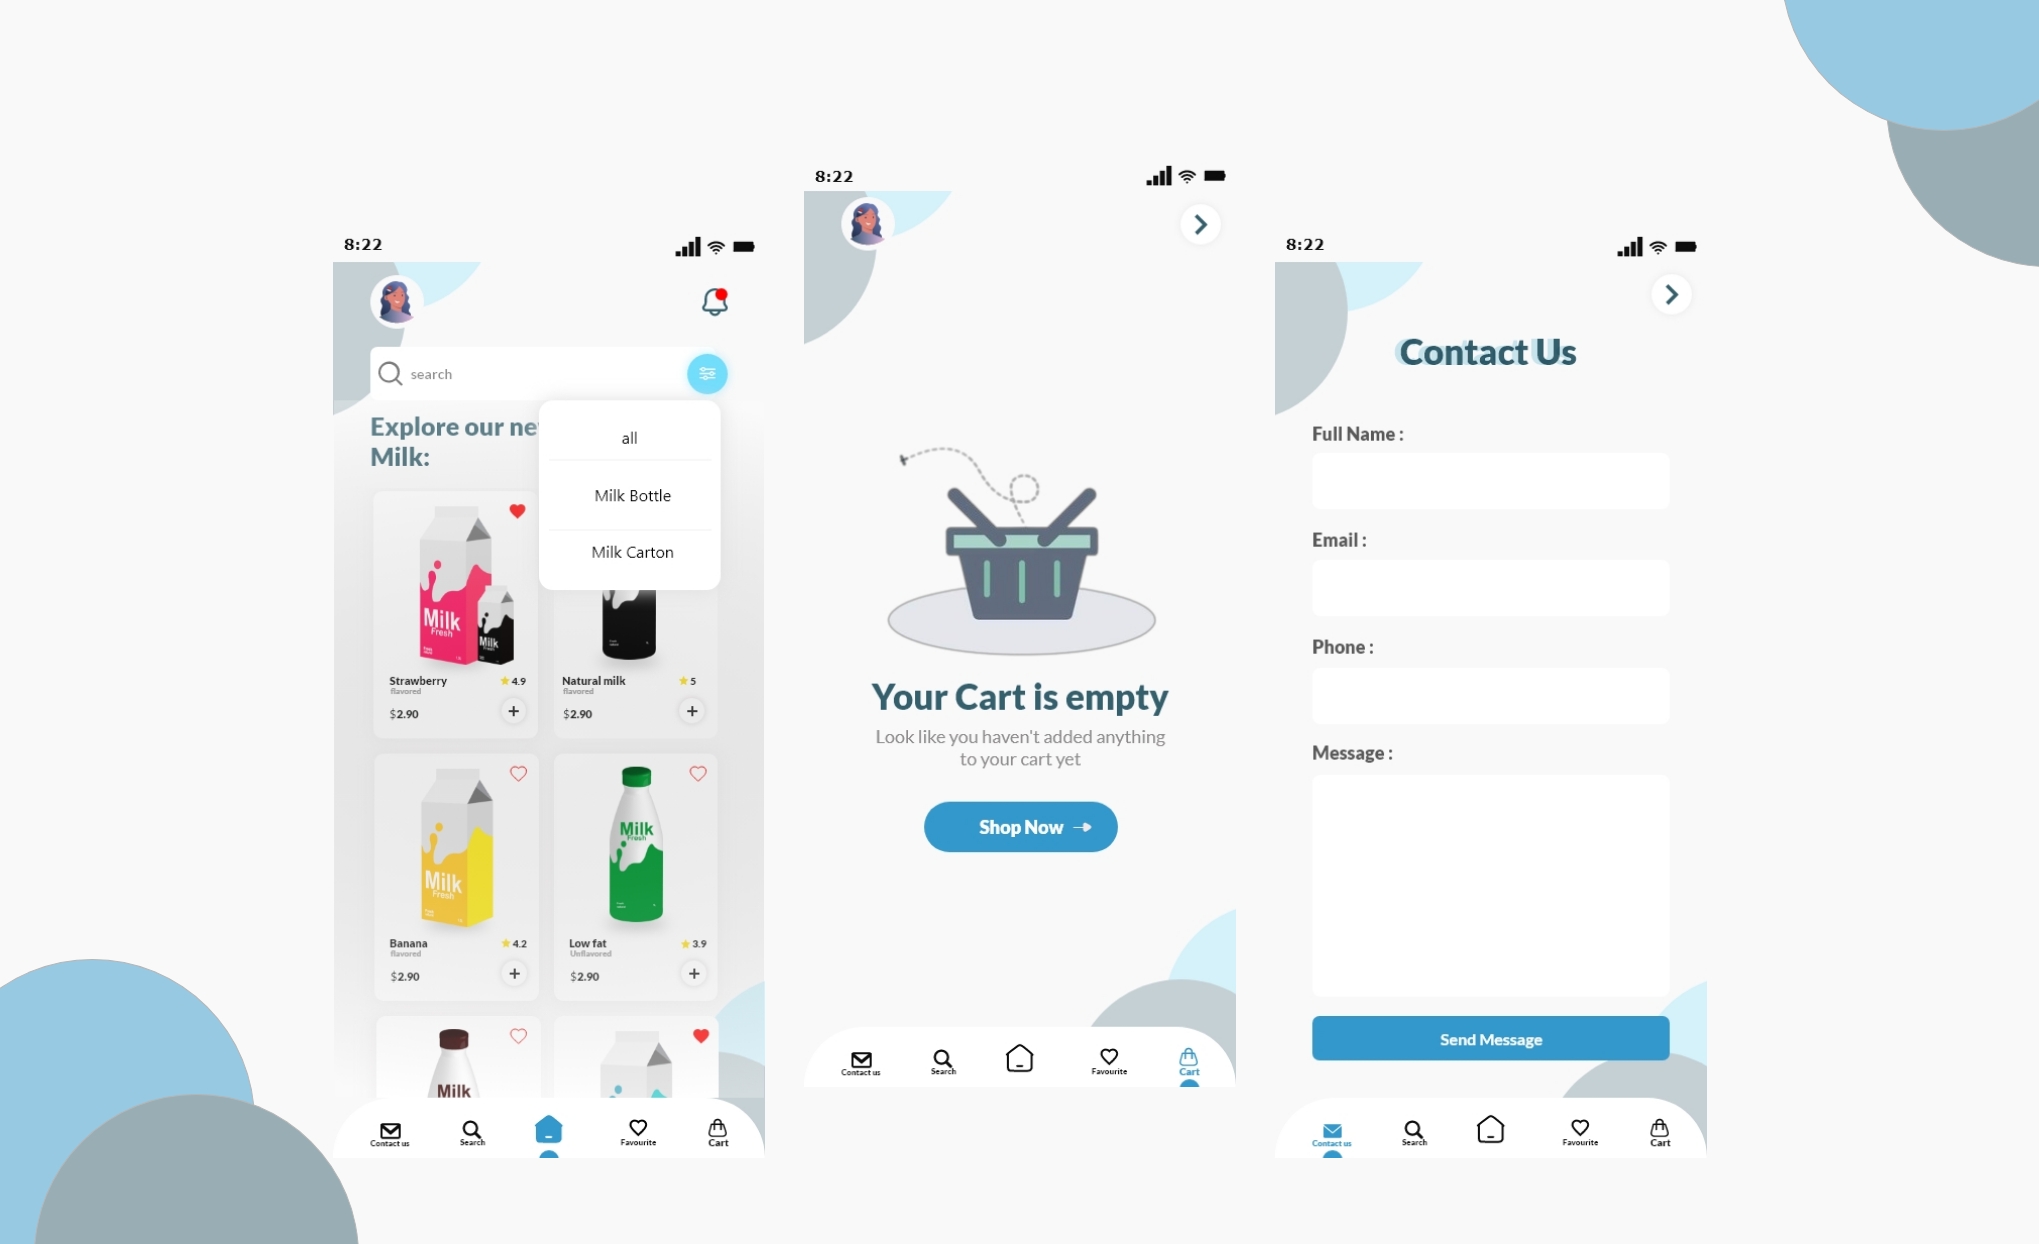 8:22
search
Explore our ne
Milk:
all
Milk Bottle
Milk Carton
Milk
Fresh
Milk
Strawberry
4.9
flavored
$2.90
Natural milk
5
flavored
$2.90
Milk
Fresh
Milk
Fresh
Banana
4.2
flavored
$2.90
Low fat
3.9
Unflavored
$2.90
Milk
Contact us
Search
Favourite
Cart
8:22
Your Cart is empty
Look like you haven't added anything
to your cart yet
Shop Now
Contact us
Search
Favourite
Cart
8:22
Contact Us
Full Name :
Email :
Phone :
Message :
Send Message
Contact us
Search
Favourite
Cart